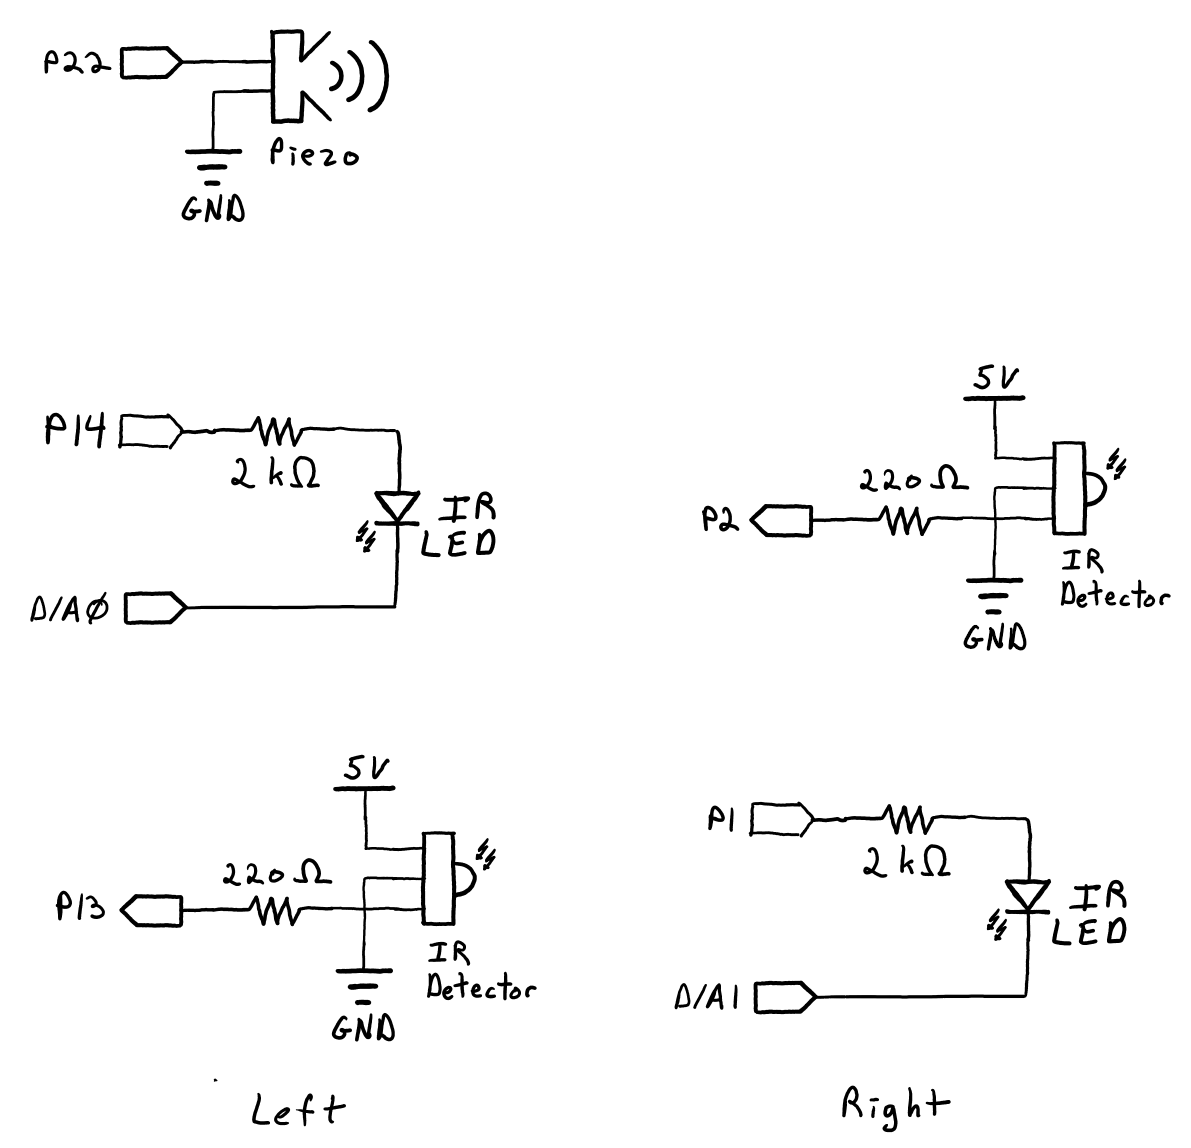 P22
Piezo
GND
P14
2 kΩ
IR
LED
D/A0
5V
220 Ω
P2
IR
Detector
GND
5V
220 Ω
P13
IR
Detector
GND
P1
2 kΩ
IR
LED
D/A1
Left
Right